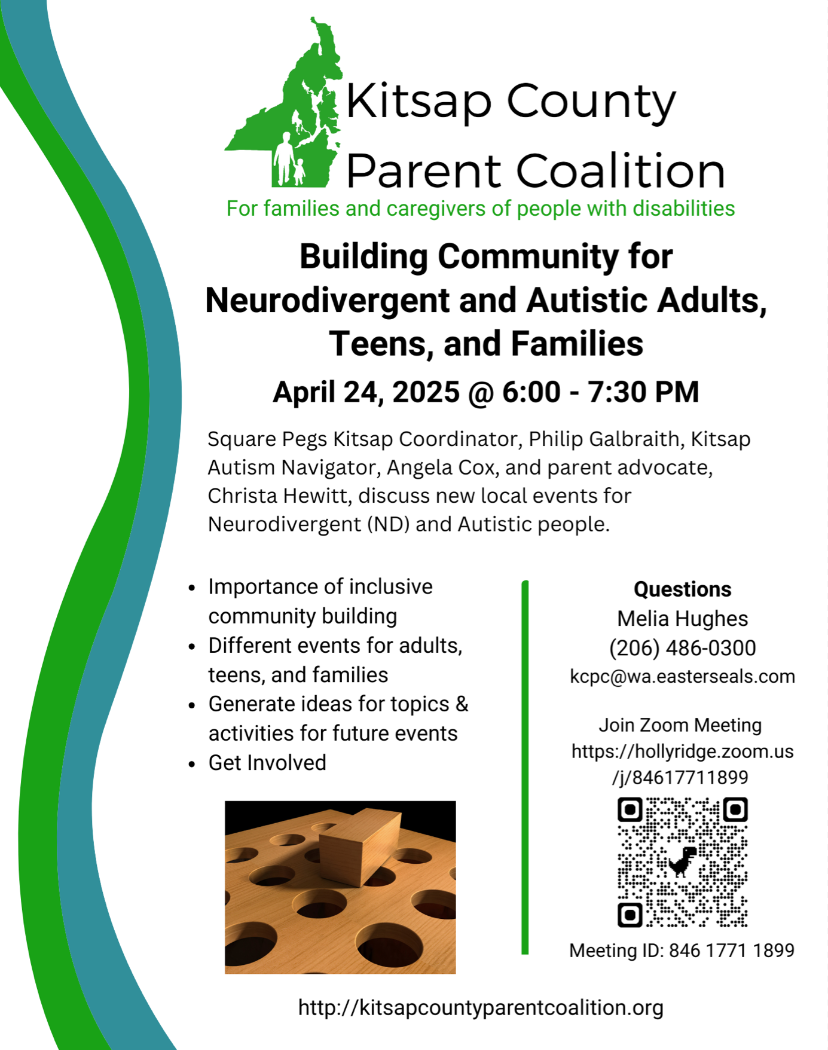 Kitsap County
Parent Coalition
For families and caregivers of people with disabilities
Building Community for
Neurodivergent and Autistic Adults,
Teens, and Families
April 24, 2025 @ 6:00 - 7:30 PM
Square Pegs Kitsap Coordinator, Philip Galbraith, Kitsap
Autism Navigator, Angela Cox, and parent advocate,
Christa Hewitt, discuss new local events for
Neurodivergent (ND) and Autistic people.
• Importance of inclusive
community building
• Different events for adults,
teens, and families
• Generate ideas for topics &
activities for future events
• Get Involved
Questions
Melia Hughes
(206) 486-0300
kcpc@wa.easterseals.com
Join Zoom Meeting
https://hollyridge.zoom.us
/j/84617711899
Meeting ID: 846 1771 1899
http://kitsapcountyparentcoalition.org